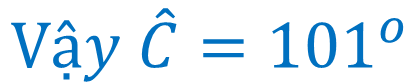 Vậy Ĉ = 101ᵒ